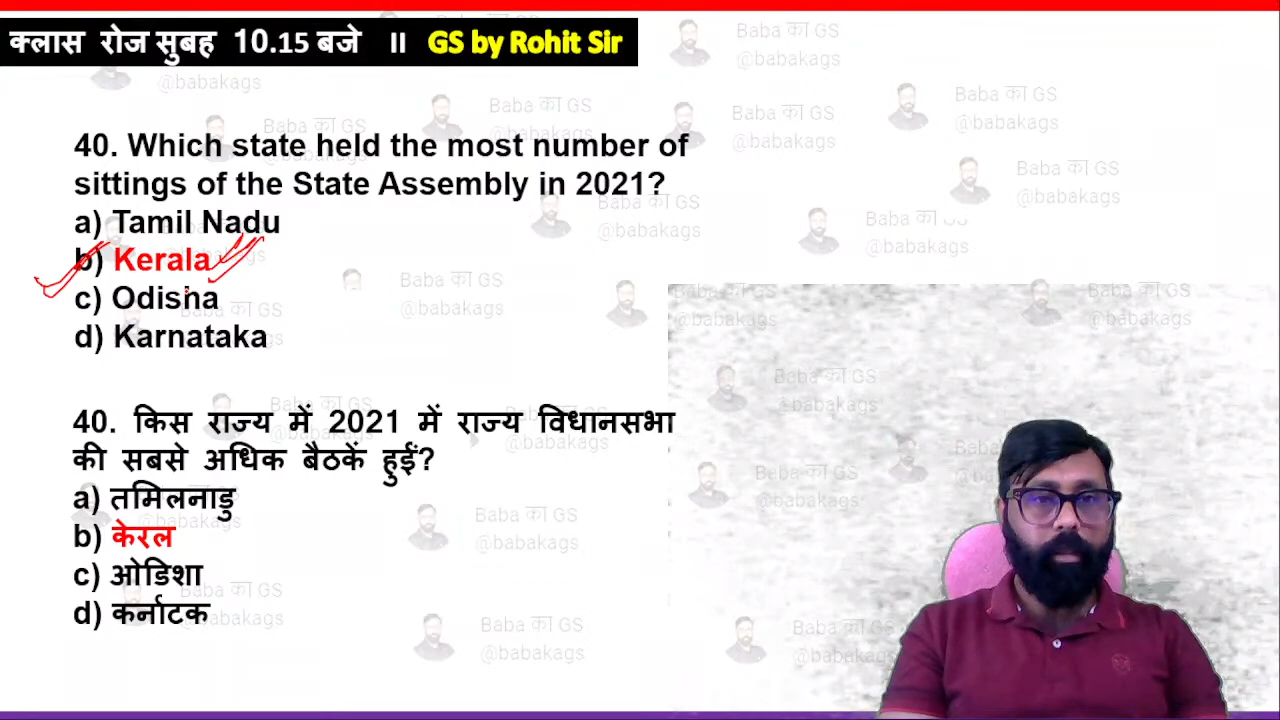 क्लास रोज सुबह 10.15 बजे ॥ GS by Rohit Sir
40. Which state held the most number of
sittings of the State Assembly in 2021?
a) Tamil Nadu
b) Kerala
c) Odisha
d) Karnataka
40. किस राज्य में 2021 में राज्य विधानसभा
की सबसे अधिक बैठकें हुईं?
a) तमिलनाडु
b) केरल
c) ओडिशा
d) कर्नाटक
Baba का GS
@babakags